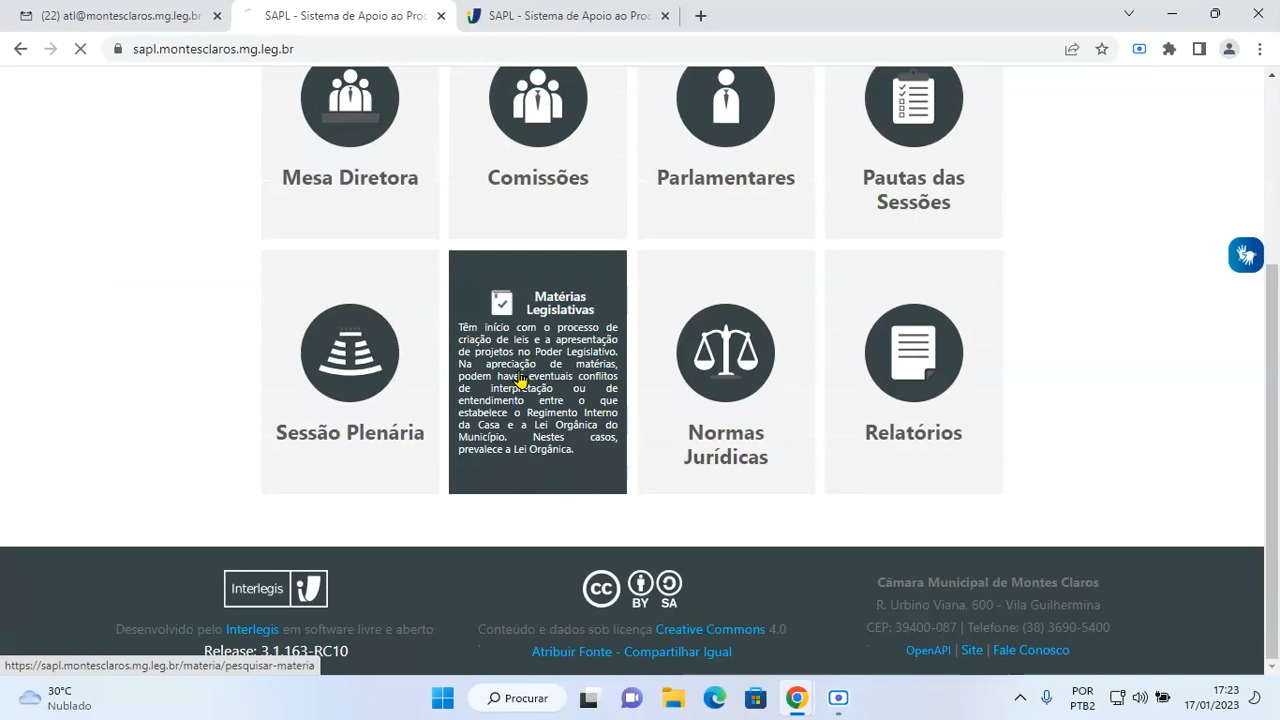 (22) atl@montesclaros.mg.leg.br
SAPL - Sistema de Apoio ao Proc
SAPL - Sistema de Apoio ao Proc
sapl.montesclaros.mg.leg.br
Mesa Diretora
Comissões
Parlamentares
Pautas das
Sessões
Sessão Plenária
Matérias
Legislativas
Têm início com o processo de
criação de leis e a apresentação
de projetos no Poder Legislativo.
Na apreciação de matérias,
podem haver eventuais conflitos
de interpretação ou de
entendimento entre o que
estabelece o Regimento Interno
da Casa e a Lei Orgânica do
Município. Nestes casos,
prevalece a Lei Orgânica.
Normas
Jurídicas
Relatórios
Interlegis
Desenvolvido pelo Interlegis em software livre e aberto
Release: 3.1.163-RC10
CC BY SA
Conteúdo e dados sob licença Creative Commons 4.0
Atribuir Fonte - Compartilhar Igual
Câmara Municipal de Montes Claros
R. Urbino Viana, 600 - Vila Guilhermina
CEP: 39400-087 | Telefone: (38) 3690-5400
OpenAPI | Site | Fale Conosco
https://sapl.montesclaros.mg.leg.br/materia/pesquisar-materia
30°C
Nublado
Procurar
POR
PTB2
17:23
17/01/2023